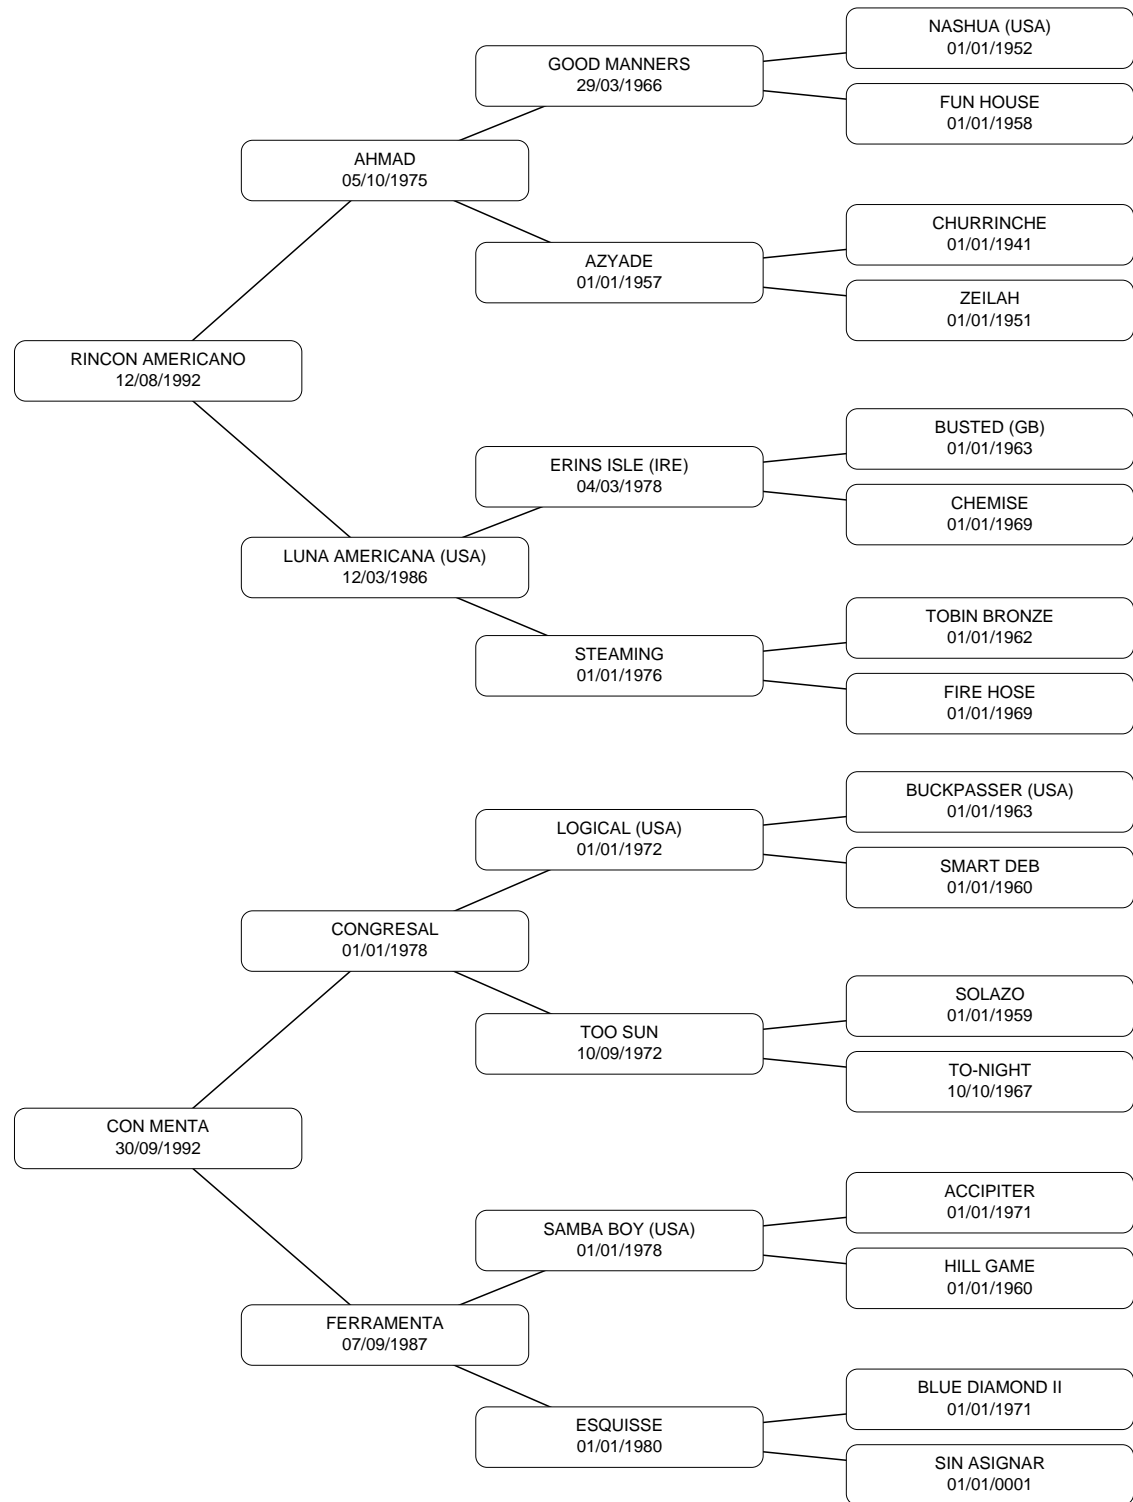 NASHUA (USA)
01/01/1952
GOOD MANNERS
29/03/1966
FUN HOUSE
01/01/1958
AHMAD
05/10/1975
CHURRINCHE
01/01/1941
AZYADE
01/01/1957
ZEILAH
01/01/1951
RINCON AMERICANO
12/08/1992
BUSTED (GB)
01/01/1963
ERINS ISLE (IRE)
04/03/1978
CHEMISE
01/01/1969
LUNA AMERICANA (USA)
12/03/1986
TOBIN BRONZE
01/01/1962
STEAMING
01/01/1976
FIRE HOSE
01/01/1969
BUCKPASSER (USA)
01/01/1963
LOGICAL (USA)
01/01/1972
SMART DEB
01/01/1960
CONGRESAL
01/01/1978
SOLAZO
01/01/1959
TOO SUN
10/09/1972
TO-NIGHT
10/10/1967
CON MENTA
30/09/1992
ACCIPITER
01/01/1971
SAMBA BOY (USA)
01/01/1978
HILL GAME
01/01/1960
FERRAMENTA
07/09/1987
BLUE DIAMOND II
01/01/1971
ESQUISSE
01/01/1980
SIN ASIGNAR
01/01/0001